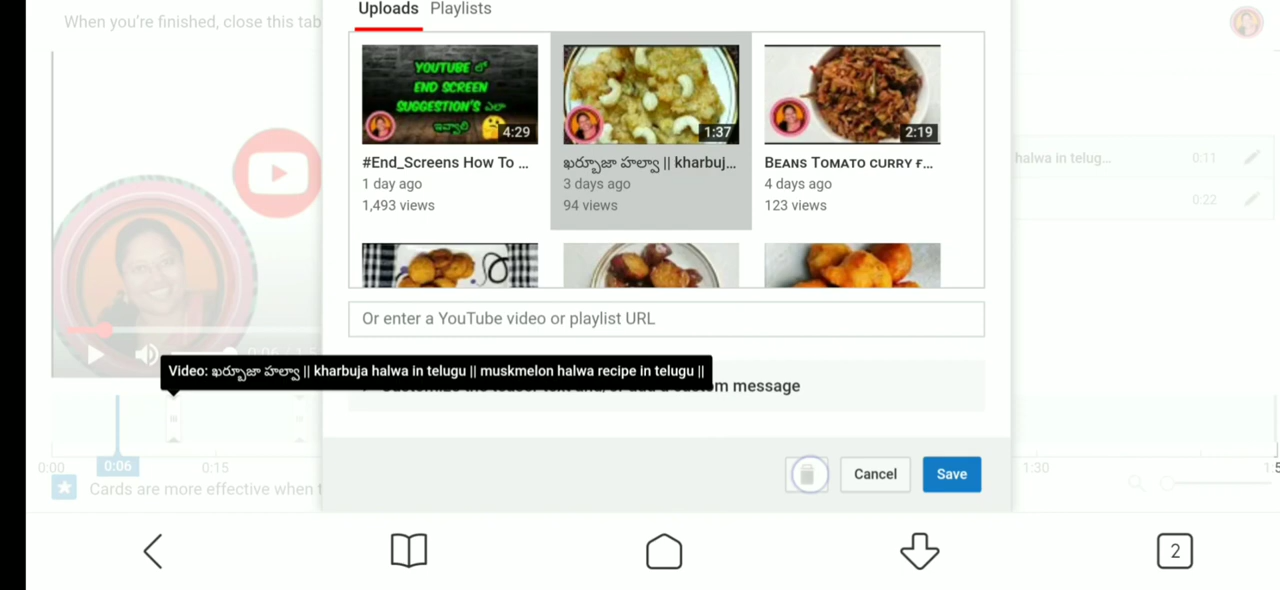 When you're finished, close this tab
Uploads Playlists
YOUTUBE లో
END SCREEN
SUGGESTION'S ఎలా
ఇవ్వాలి
4:29
1:37
2:19
#End_Screens How To ...
1 day ago
1,493 views
ఖర్బూజా హల్వా || kharbuj...
3 days ago
94 views
BEANS TOMATO CURRY F...
4 days ago
123 views
halwa in telug... 0:11
0:22
Or enter a YouTube video or playlist URL
Video: ఖర్బూజా హల్వా || kharbuja halwa in telugu || muskmelon halwa recipe in telugu ||
message
0:00 0:06 0:15 1:30
Cards are more effective when
Cancel Save
2